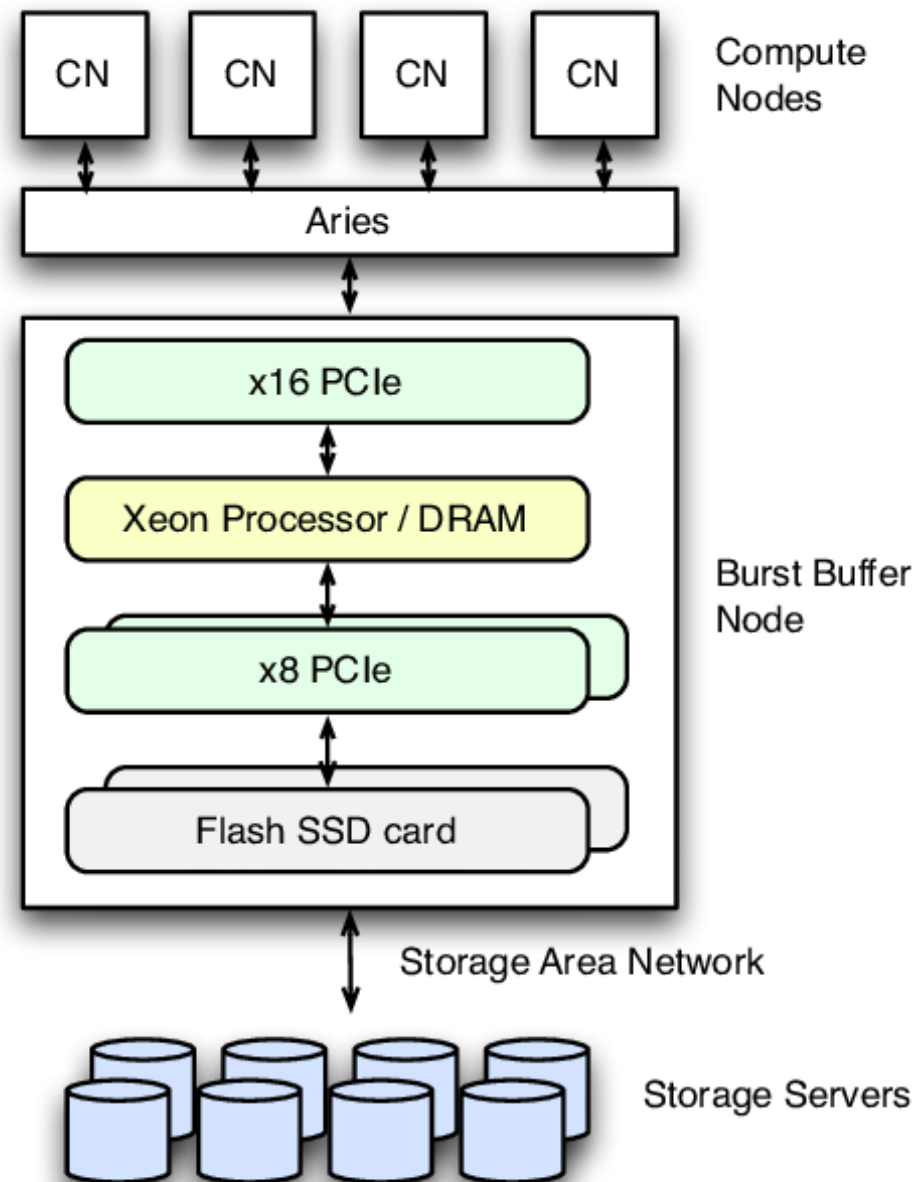 CN
CN
CN
CN
Compute
Nodes
Aries
x16 PCIe
Xeon Processor / DRAM
Burst Buffer
Node
x8 PCIe
Flash SSD card
Storage Area Network
Storage Servers